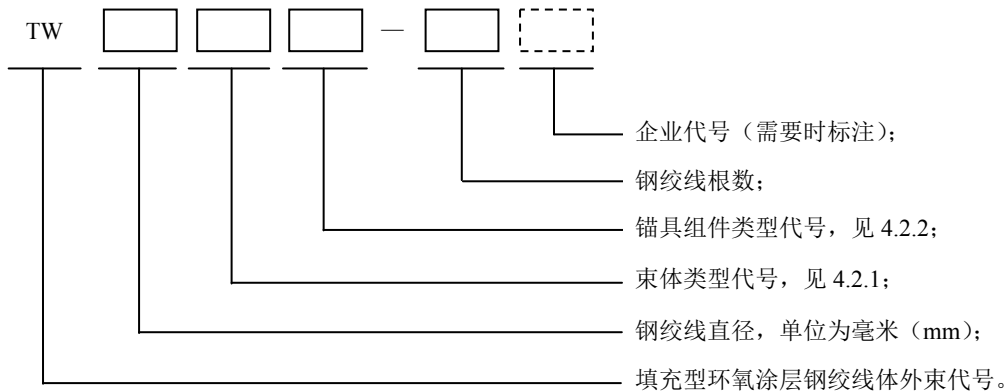 TW —
企业代号（需要时标注）；
钢绞线根数；
锚具组件类型代号，见 4.2.2；
束体类型代号，见 4.2.1；
钢绞线直径，单位为毫米（mm）；
填充型环氧涂层钢绞线体外束代号。